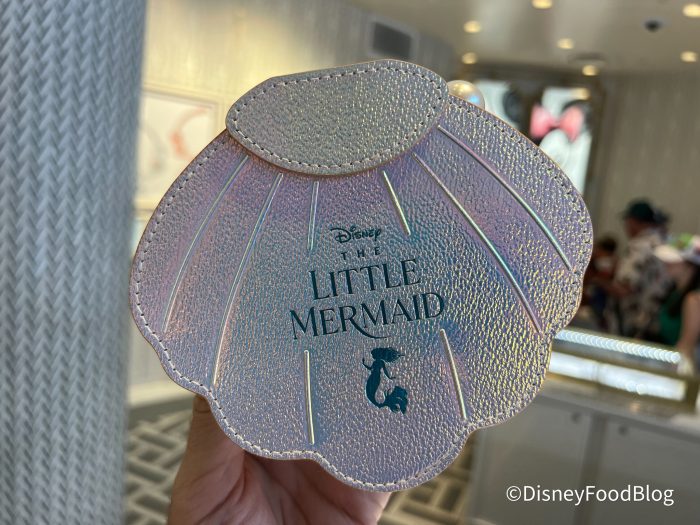 Disney
THE
LITTLE
MERMAID
©DisneyFoodBlog